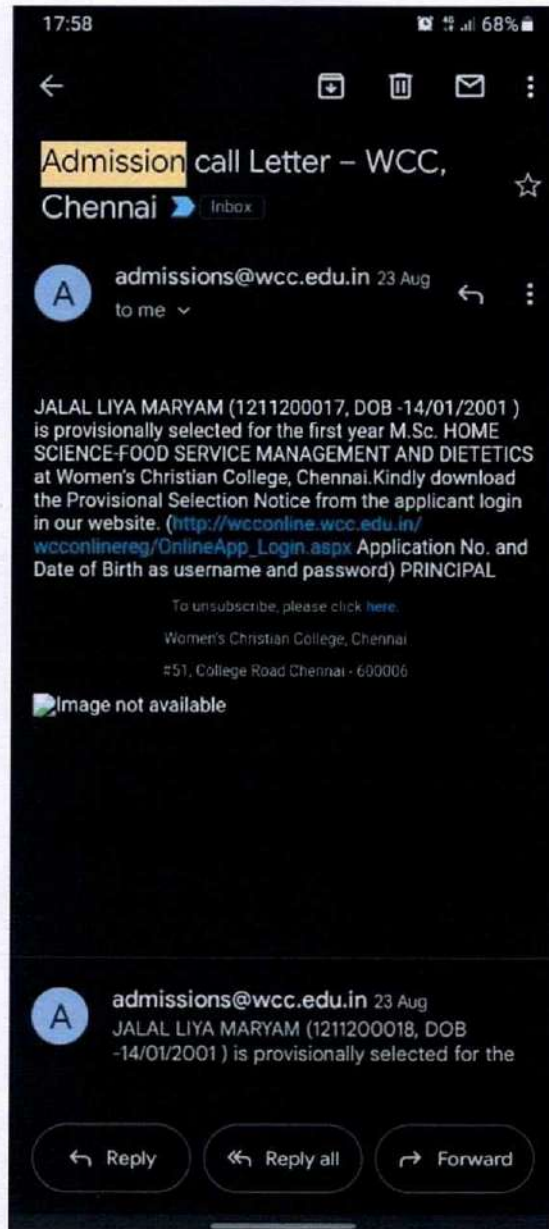 17:58
4G 68%
Admission call Letter – WCC,
Chennai Inbox
A
admissions@wcc.edu.in 23 Aug
to me
JALAL LIYA MARYAM (1211200017, DOB -14/01/2001 )
is provisionally selected for the first year M.Sc. HOME
SCIENCE-FOOD SERVICE MANAGEMENT AND DIETETICS
at Women's Christian College, Chennai.Kindly download
the Provisional Selection Notice from the applicant login
in our website. (http://wcconline.wcc.edu.in/
wcconlinereg/OnlineApp_Login.aspx Application No. and
Date of Birth as username and password) PRINCIPAL
To unsubscribe, please click here.
Women's Christian College, Chennai
#51, College Road Chennai - 600006
Image not available
A
admissions@wcc.edu.in 23 Aug
JALAL LIYA MARYAM (1211200018, DOB
-14/01/2001 ) is provisionally selected for the
Reply
Reply all
Forward